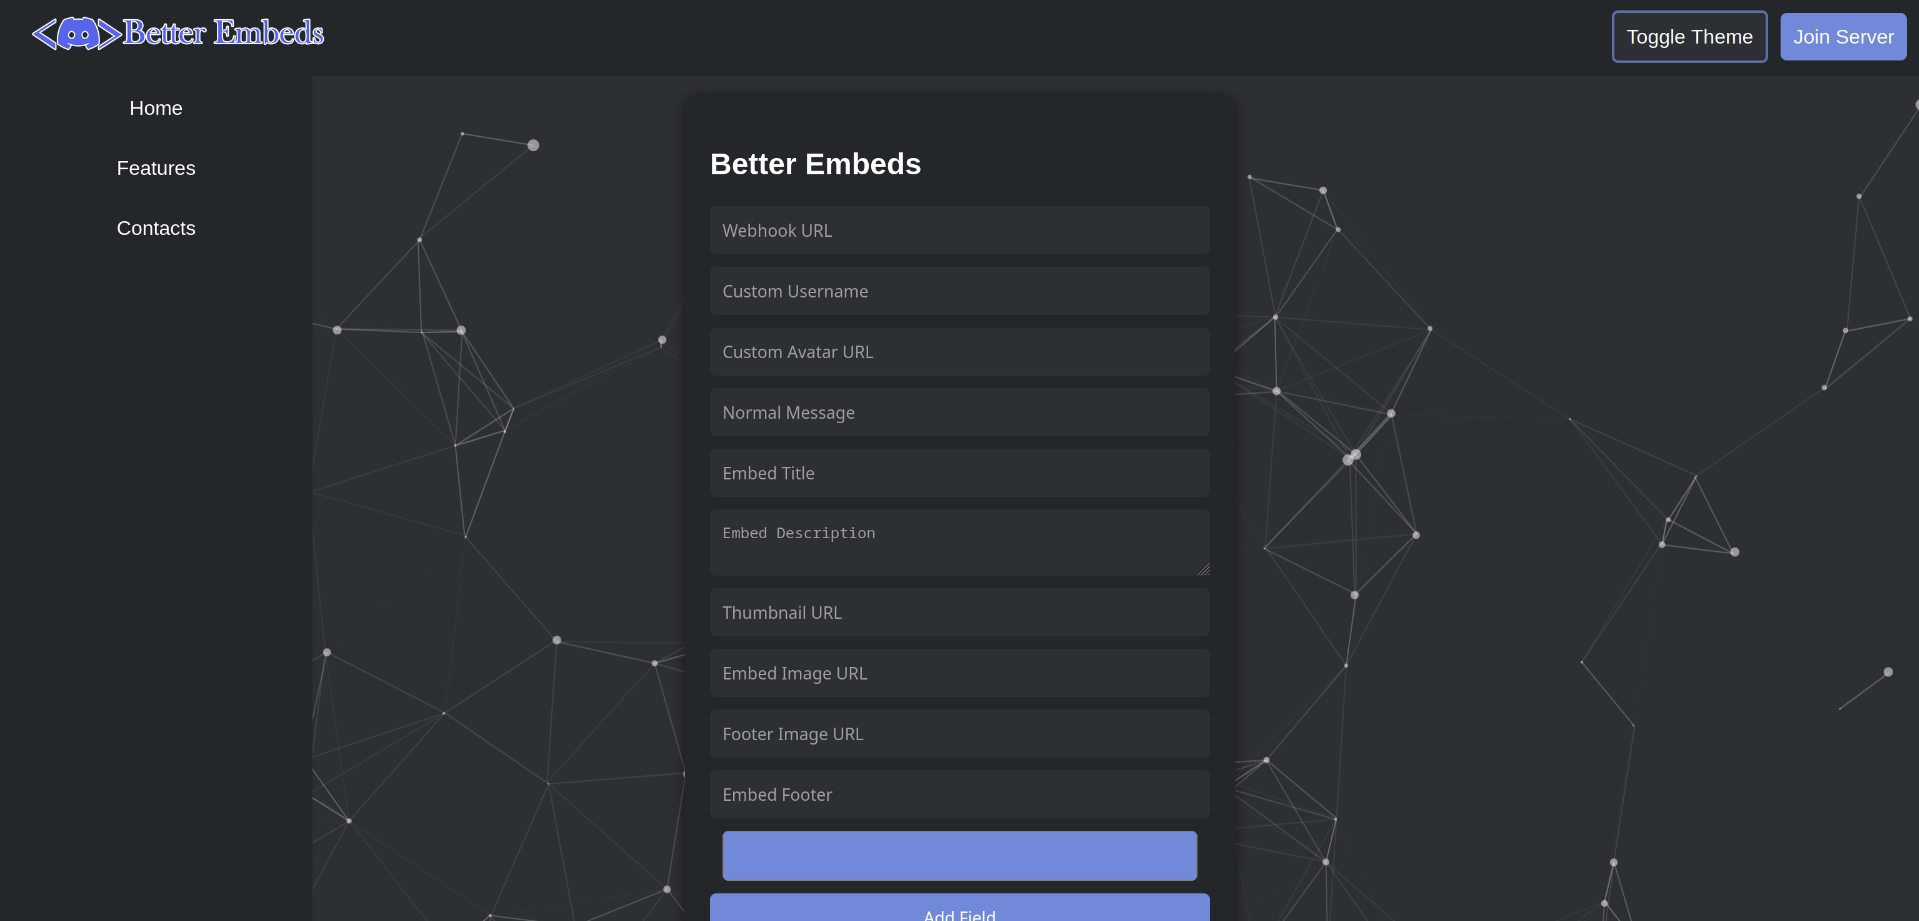 Better Embeds
Toggle Theme
Join Server
Home
Features
Contacts
Better Embeds
Webhook URL
Custom Username
Custom Avatar URL
Normal Message
Embed Title
Embed Description
Thumbnail URL
Embed Image URL
Footer Image URL
Embed Footer
Add Field